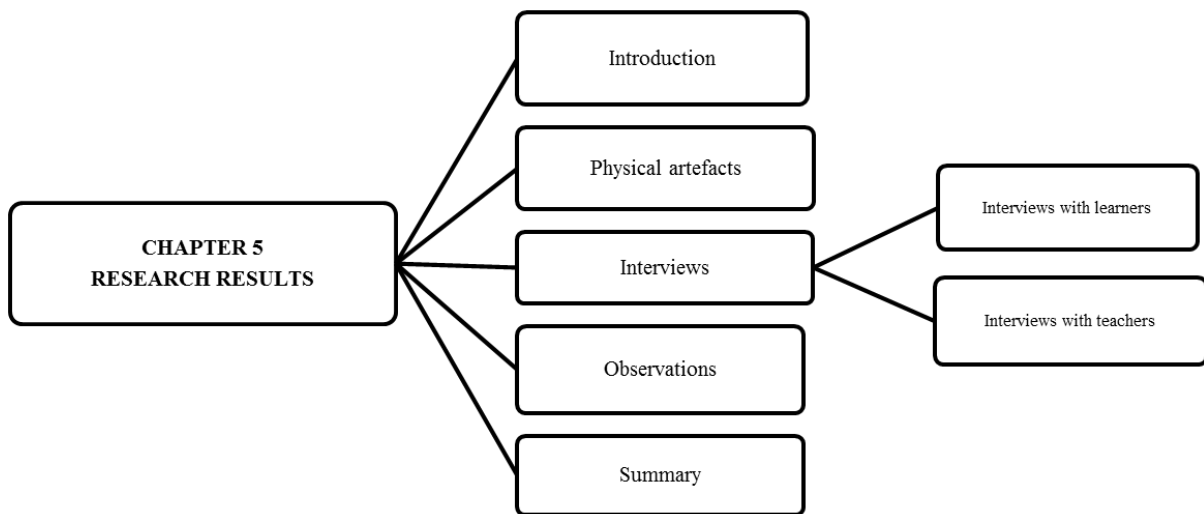 CHAPTER 5
RESEARCH RESULTS
Introduction
Physical artefacts
Interviews
Interviews with learners
Interviews with teachers
Observations
Summary